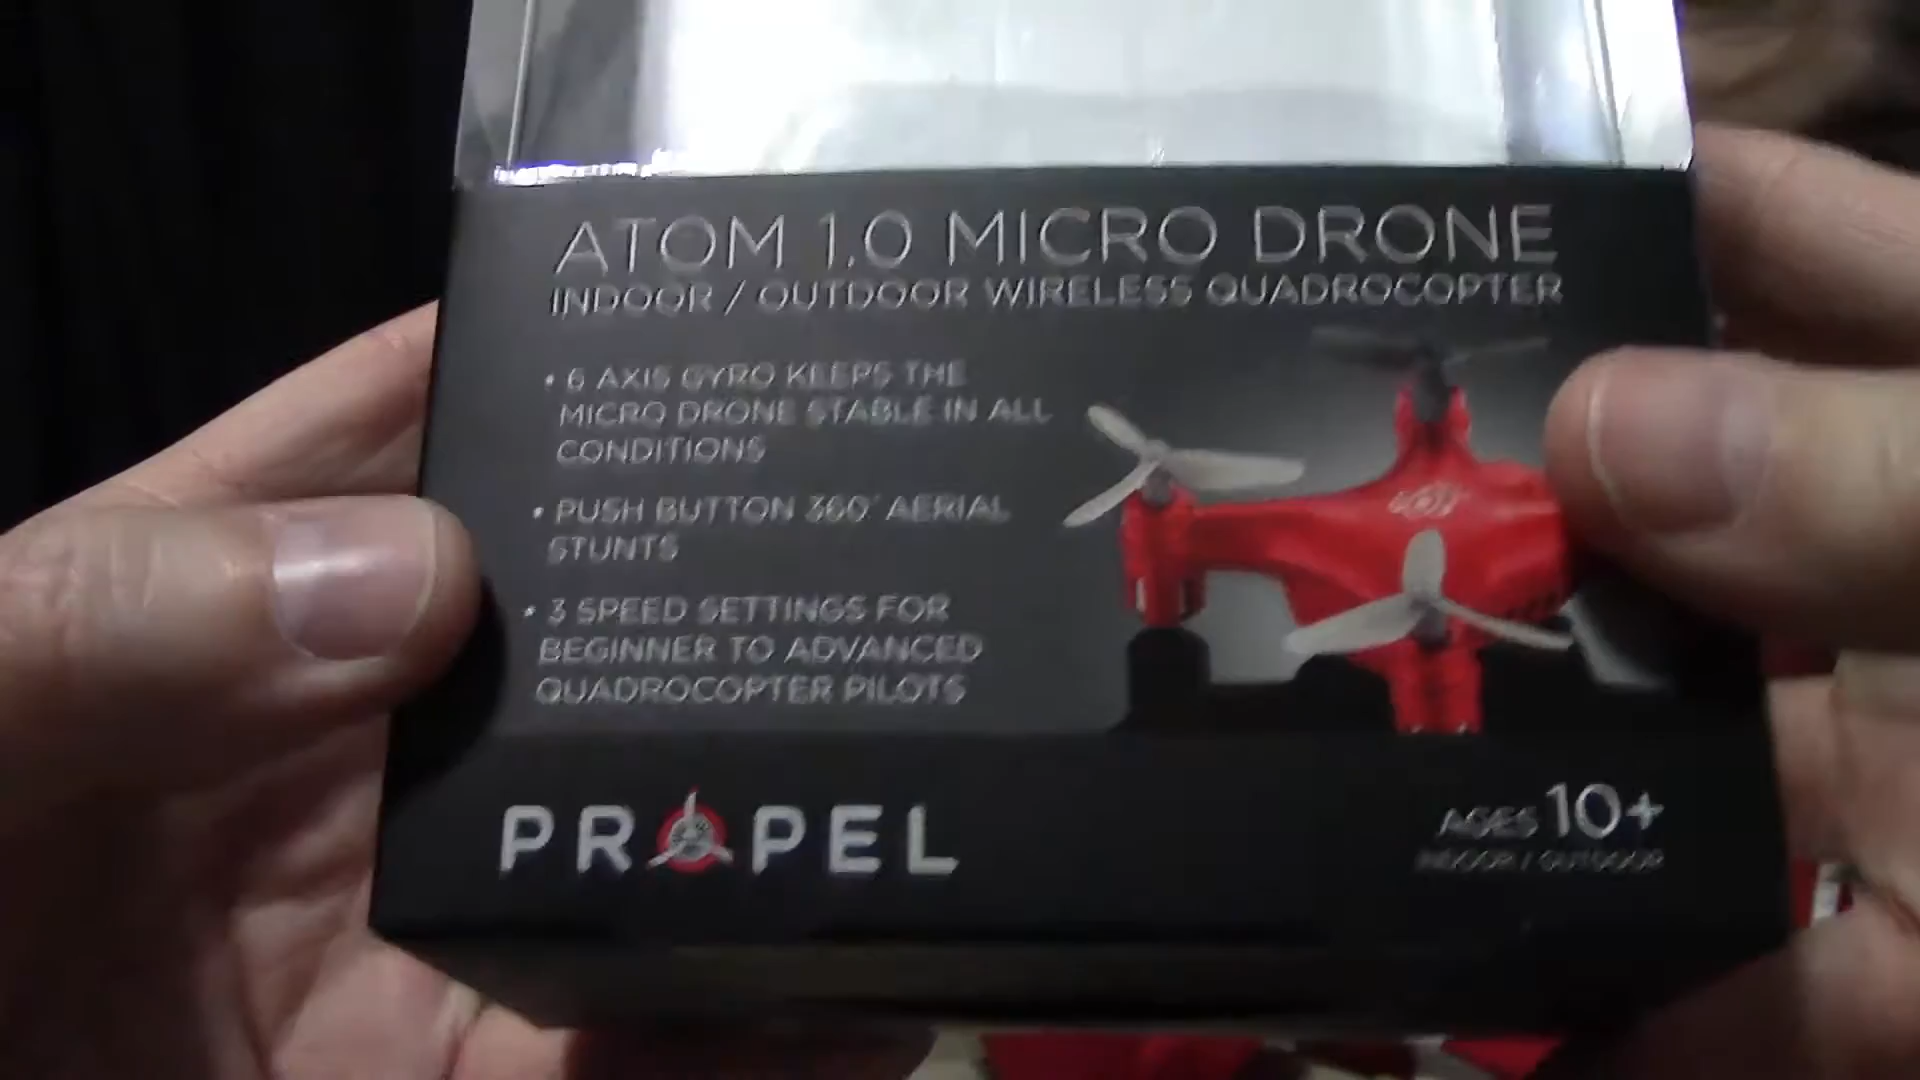 ATOM 1.0 MICRO DRONE
INDOOR / OUTDOOR WIRELESS QUADROCOPTER
• 6 AXIS GYRO KEEPS THE
MICRO DRONE STABLE IN ALL
CONDITIONS
• PUSH BUTTON 360° AERIAL
STUNTS
• 3 SPEED SETTINGS FOR
BEGINNER TO ADVANCED
QUADROCOPTER PILOTS
PROPEL
AGES 10+
INDOOR / OUTDOOR